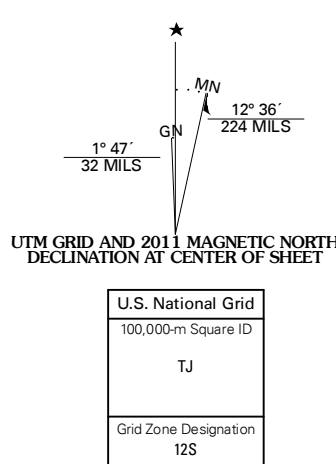 ★
MN
GN
12° 36´
224 MILS
1° 47´
32 MILS
UTM GRID AND 2011 MAGNETIC NORTH
DECLINATION AT CENTER OF SHEET
U.S. National Grid
100,000-m Square ID
TJ
Grid Zone Designation
12S